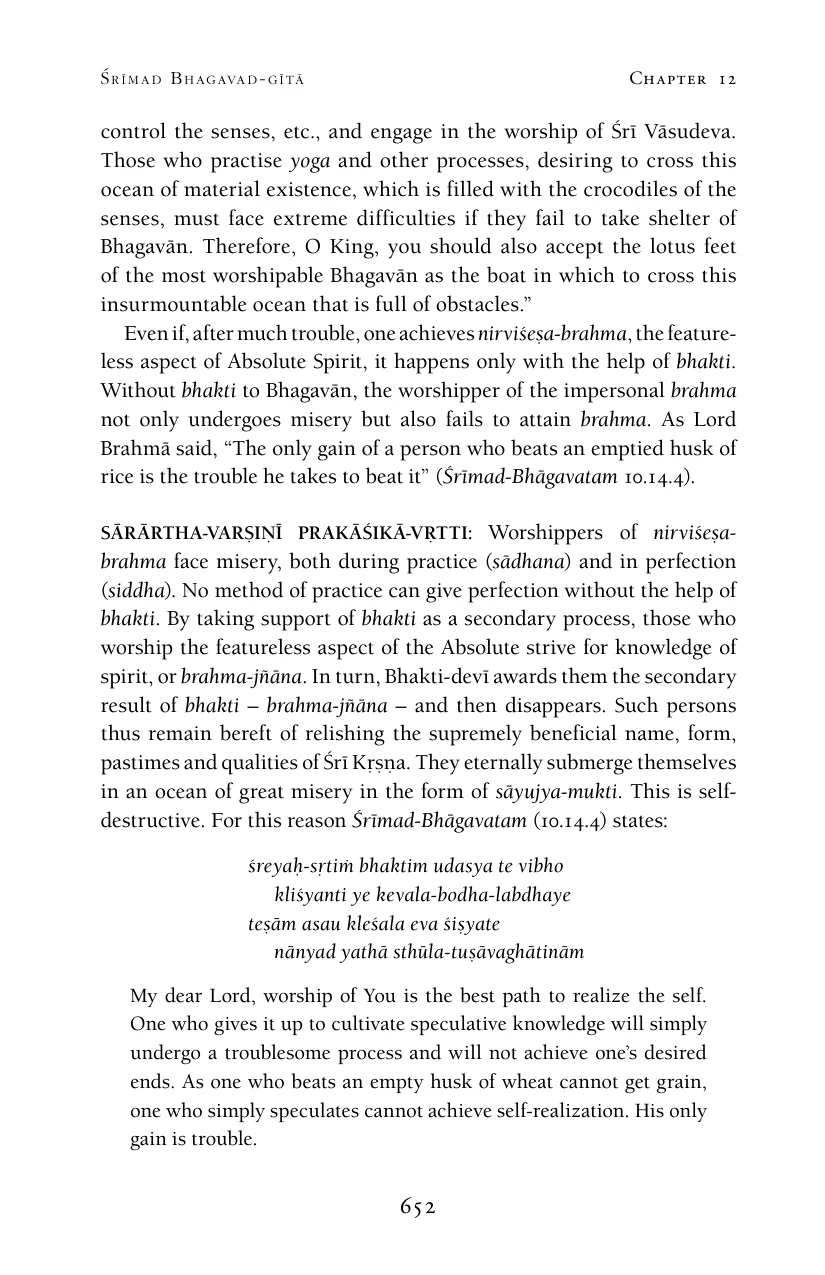 Śrīmad Bhagavad-gītā Chapter 12
control the senses, etc., and engage in the worship of Śrī Vāsudeva.
Those who practise yoga and other processes, desiring to cross this
ocean of material existence, which is filled with the crocodiles of the
senses, must face extreme difficulties if they fail to take shelter of
Bhagavān. Therefore, O King, you should also accept the lotus feet
of the most worshipable Bhagavān as the boat in which to cross this
insurmountable ocean that is full of obstacles.”
Even if, after much trouble, one achieves nirviśeṣa-brahma, the feature-
less aspect of Absolute Spirit, it happens only with the help of bhakti.
Without bhakti to Bhagavān, the worshipper of the impersonal brahma
not only undergoes misery but also fails to attain brahma. As Lord
Brahmā said, “The only gain of a person who beats an emptied husk of
rice is the trouble he takes to beat it” (Śrīmad-Bhāgavatam 10.14.4).
SĀRĀRTHA-VARṢIṆĪ PRAKĀŚIKĀ-VṚTTI: Worshippers of nirviśeṣa-
brahma face misery, both during practice (sādhana) and in perfection
(siddha). No method of practice can give perfection without the help of
bhakti. By taking support of bhakti as a secondary process, those who
worship the featureless aspect of the Absolute strive for knowledge of
spirit, or brahma-jñāna. In turn, Bhakti-devī awards them the secondary
result of bhakti – brahma-jñāna – and then disappears. Such persons
thus remain bereft of relishing the supremely beneficial name, form,
pastimes and qualities of Śrī Kṛṣṇa. They eternally submerge themselves
in an ocean of great misery in the form of sāyujya-mukti. This is self-
destructive. For this reason Śrīmad-Bhāgavatam (10.14.4) states:
śreyaḥ-sṛtiṁ bhaktim udasya te vibho
kliśyanti ye kevala-bodha-labdhaye
teṣām asau kleśala eva śiṣyate
nānyad yathā sthūla-tuṣāvaghātinām
My dear Lord, worship of You is the best path to realize the self.
One who gives it up to cultivate speculative knowledge will simply
undergo a troublesome process and will not achieve one’s desired
ends. As one who beats an empty husk of wheat cannot get grain,
one who simply speculates cannot achieve self-realization. His only
gain is trouble.
652